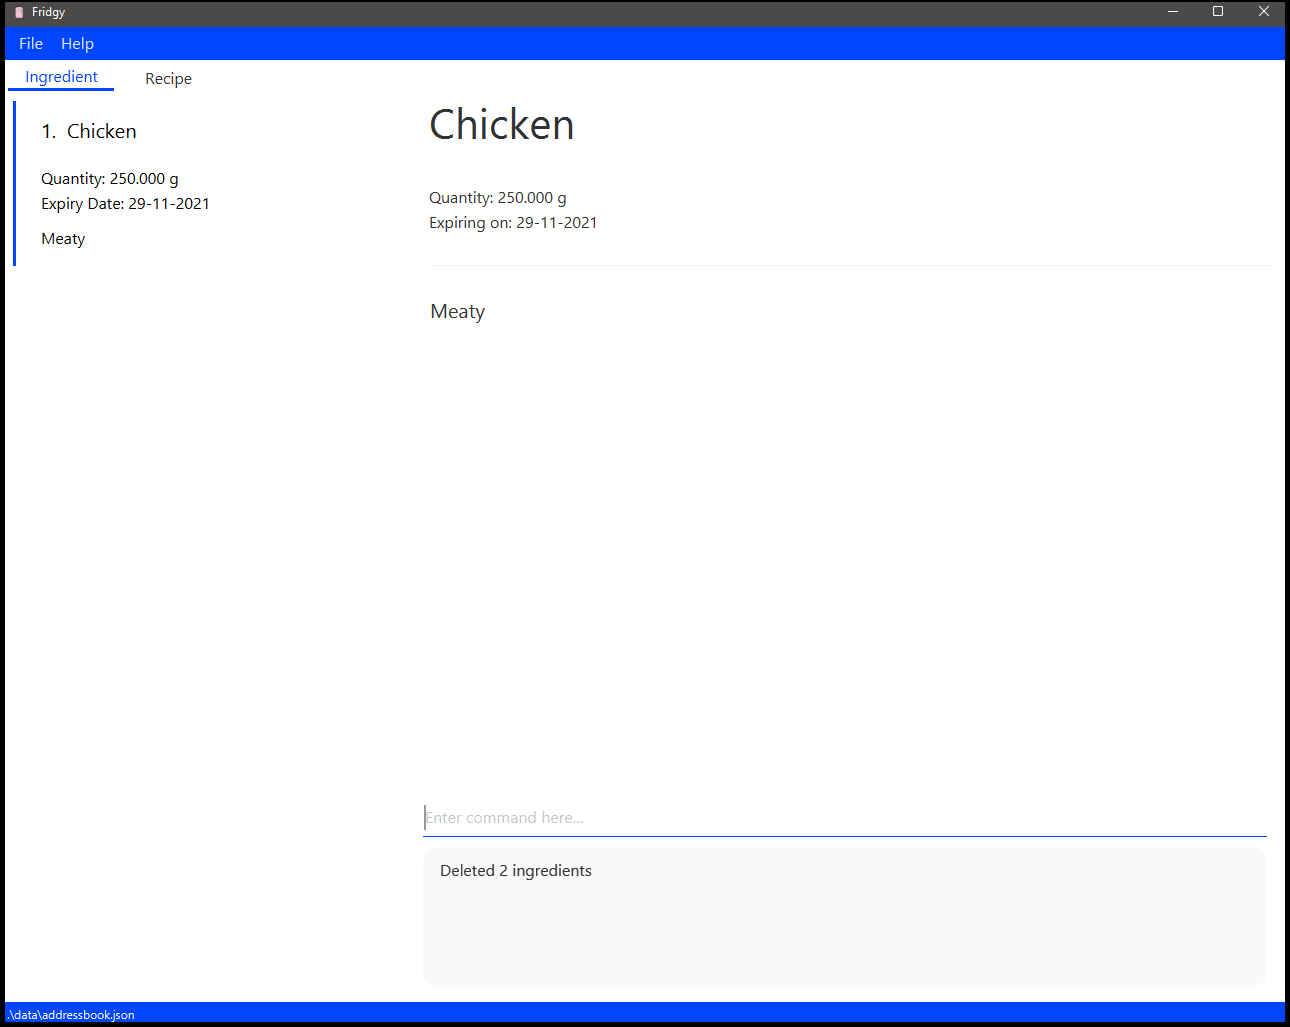 Fridgy
File Help
Ingredient Recipe
1. Chicken
Quantity: 250.000 g
Expiry Date: 29-11-2021
Meaty
Chicken
Quantity: 250.000 g
Expiring on: 29-11-2021
Meaty
Enter command here...
Deleted 2 ingredients
.\data\addressbook.json